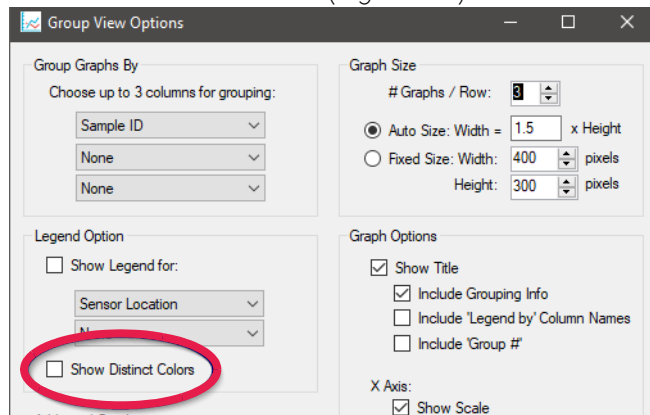 Group View Options
Group Graphs By
Choose up to 3 columns for grouping:
Sample ID
None
None
Legend Option
Show Legend for:
Sensor Location
Show Distinct Colors
Graph Size
# Graphs / Row: 3
Auto Size: Width = 1.5 x Height
Fixed Size: Width: 400 pixels
Height: 300 pixels
Graph Options
Show Title
Include Grouping Info
Include 'Legend by' Column Names
Include 'Group #'
X Axis:
Show Scale